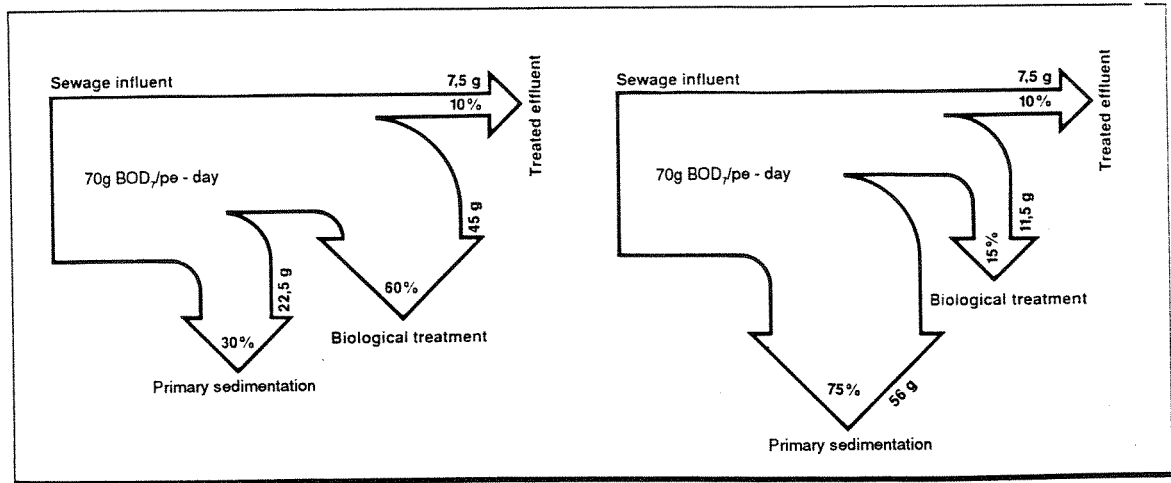 Sewage influent
7,5 g
10%
Treated effluent
70g BOD₇/pe - day
45 g
22,5 g
60%
Biological treatment
30%
Primary sedimentation
Sewage influent
7,5 g
10%
Treated effluent
70g BOD₇/pe - day
11,5 g
15%
Biological treatment
75%
56 g
Primary sedimentation